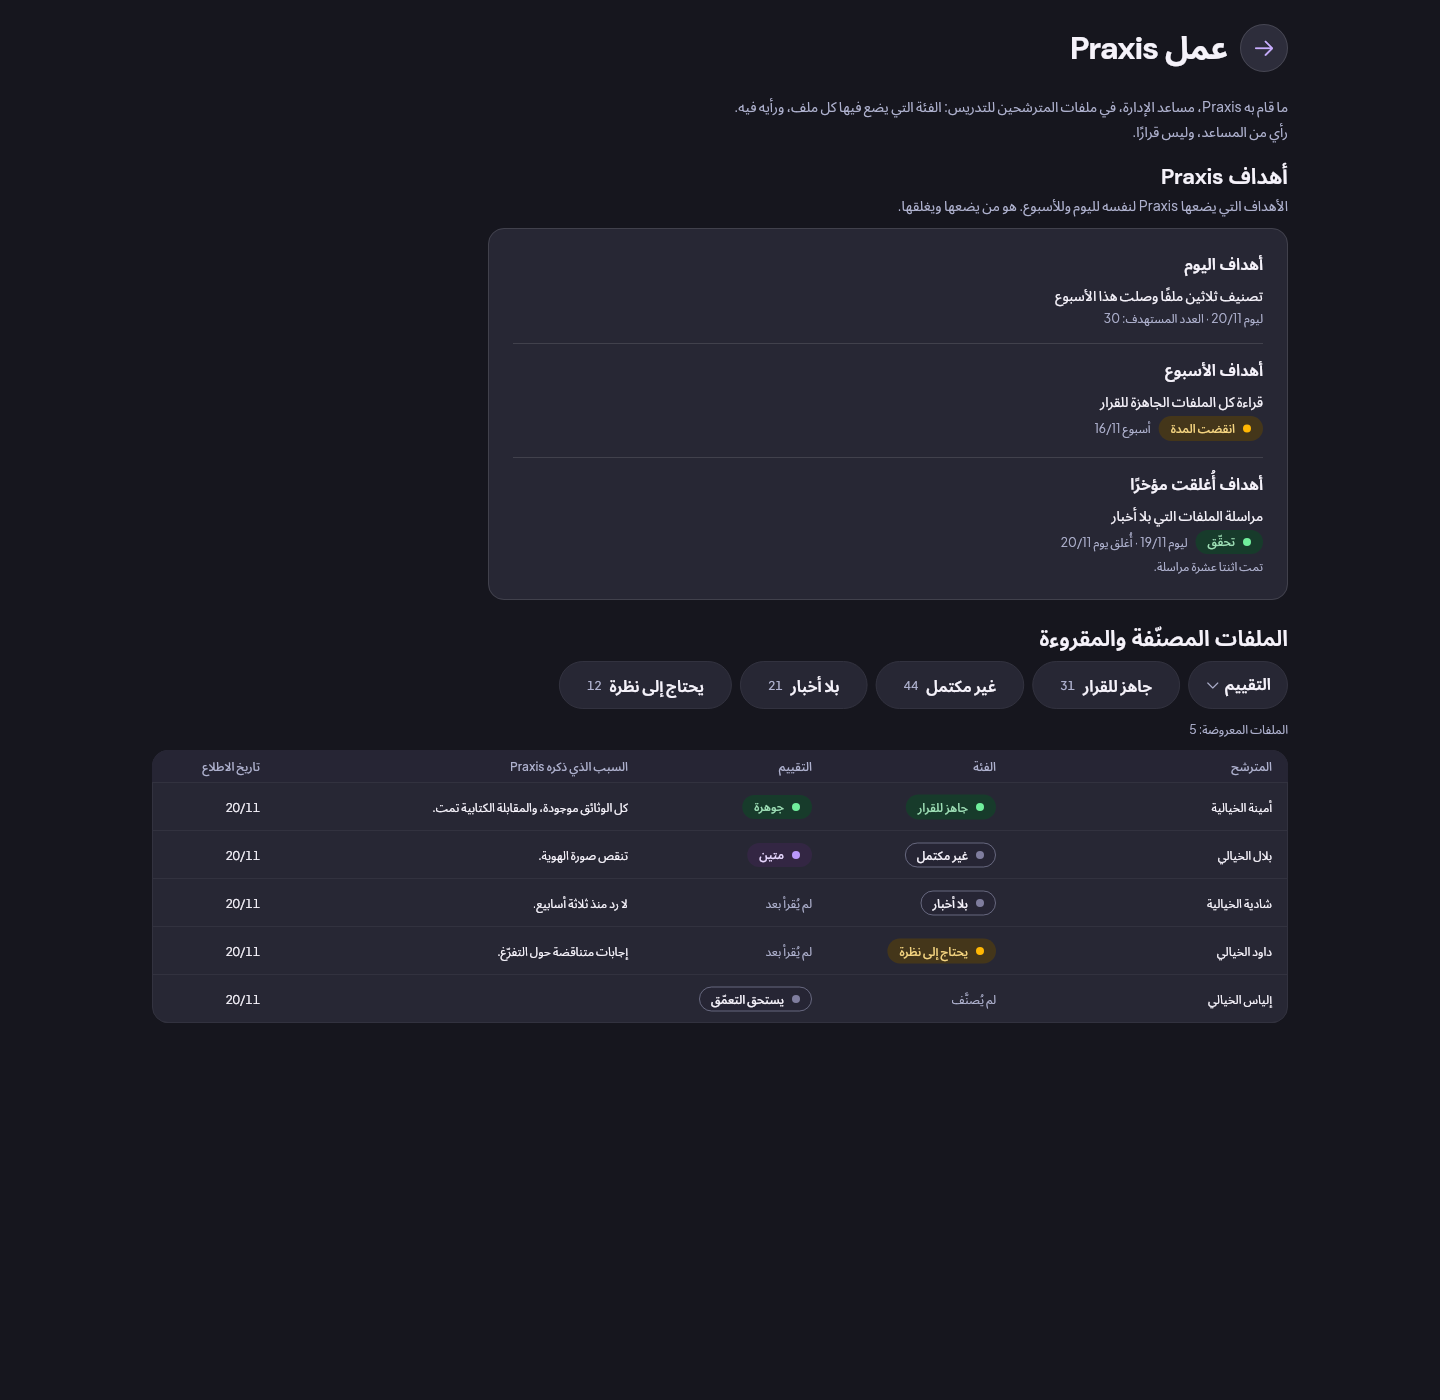 عمل Praxis
ما قام به Praxis، مساعد الإدارة، في ملفات المترشحين للتدريس: الفئة التي يضع فيها كل ملف، ورأيه فيه.
رأي من المساعد، وليس قرارًا.
أهداف Praxis
الأهداف التي يضعها Praxis لنفسه لليوم وللأسبوع. هو من يضعها ويغلقها.
أهداف اليوم
تصنيف ثلاثين ملفًا وصلت هذا الأسبوع
ليوم 20/11 · العدد المستهدف: 30
أهداف الأسبوع
قراءة كل الملفات الجاهزة للقرار
انقضت المدة أسبوع 16/11
أهداف أُغلقت مؤخرًا
مراسلة الملفات التي بلا أخبار
تحقّق ليوم 19/11 · أُغلق يوم 20/11
تمت اثنتا عشرة مراسلة.
الملفات المصنّفة والمقروءة
التقييم جاهز للقرار 31 غير مكتمل 44 بلا أخبار 21 يحتاج إلى نظرة 12
الملفات المعروضة: 5
المترشح الفئة التقييم السبب الذي ذكره Praxis تاريخ الاطلاع
أمينة الخيالية جاهز للقرار جوهرة كل الوثائق موجودة، والمقابلة الكتابية تمت. 20/11
بلال الخيالي غير مكتمل متين تنقص صورة الهوية. 20/11
شادية الخيالية بلا أخبار لم يُقرأ بعد لا رد منذ ثلاثة أسابيع. 20/11
داود الخيالي يحتاج إلى نظرة لم يُقرأ بعد إجابات متناقضة حول التفرّغ. 20/11
إلياس الخيالي لم يُصنَّف يستحق التعمّق 20/11